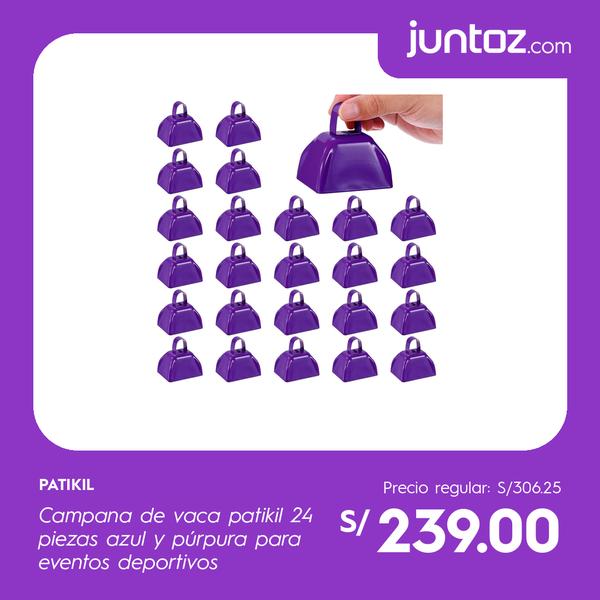 juntoz.com
PATIKIL
Campana de vaca patikil 24
piezas azul y púrpura para
eventos deportivos
Precio regular: S/306.25
S/239.00